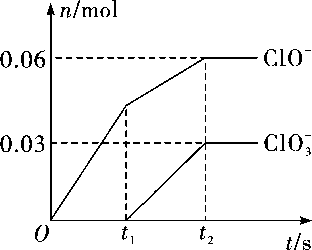 n/mol
0.06
ClO⁻
0.03
ClO₃⁻
O
t₁
t₂
t/s